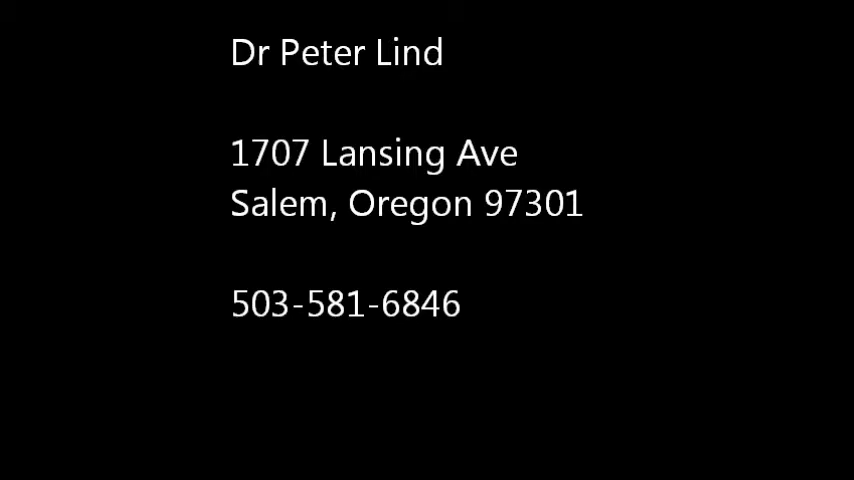 Dr Peter Lind
1707 Lansing Ave
Salem, Oregon 97301
503-581-6846